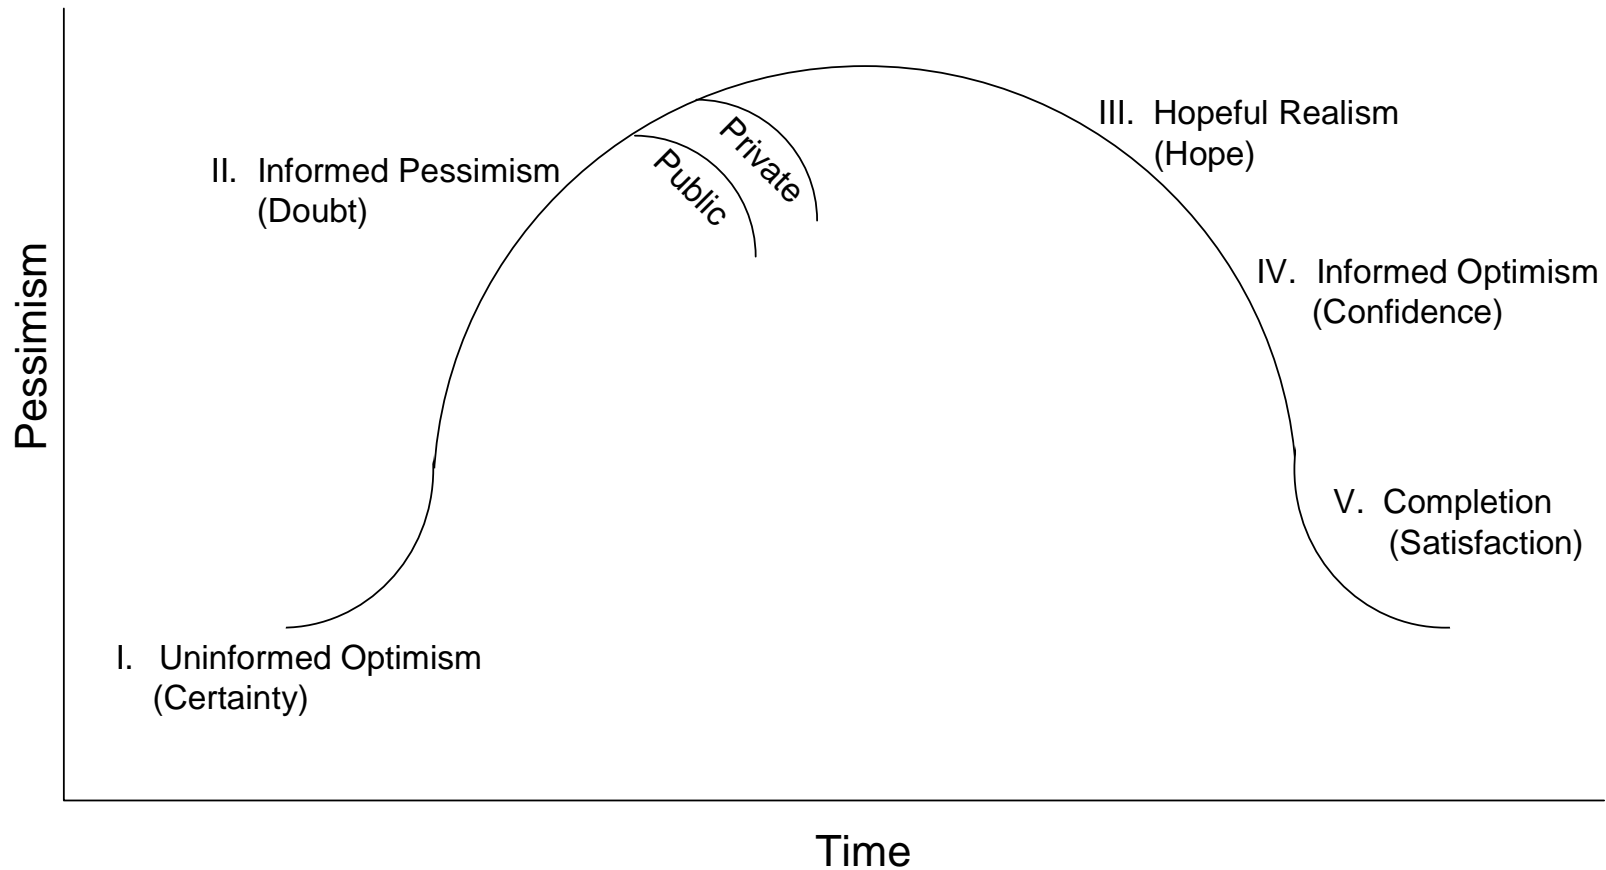 III. Hopeful Realism
(Hope)
II. Informed Pessimism
(Doubt)
Private
Public
IV. Informed Optimism
(Confidence)
Pessimism
V. Completion
(Satisfaction)
I. Uninformed Optimism
(Certainty)
Time